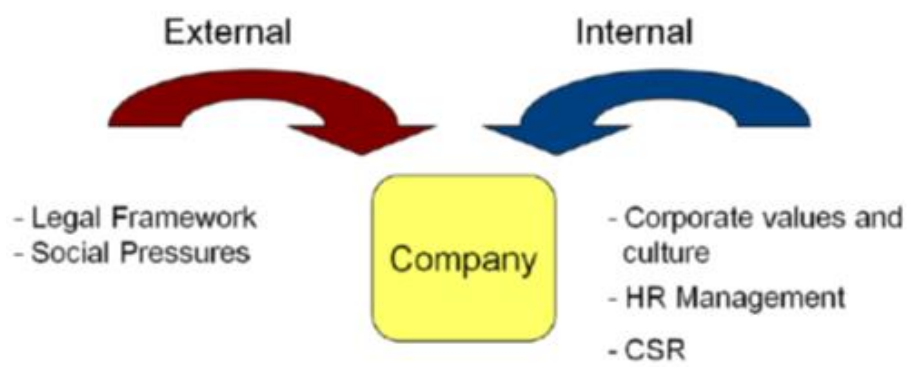 External
Internal
- Legal Framework
- Social Pressures
Company
- Corporate values and
culture
- HR Management
- CSR